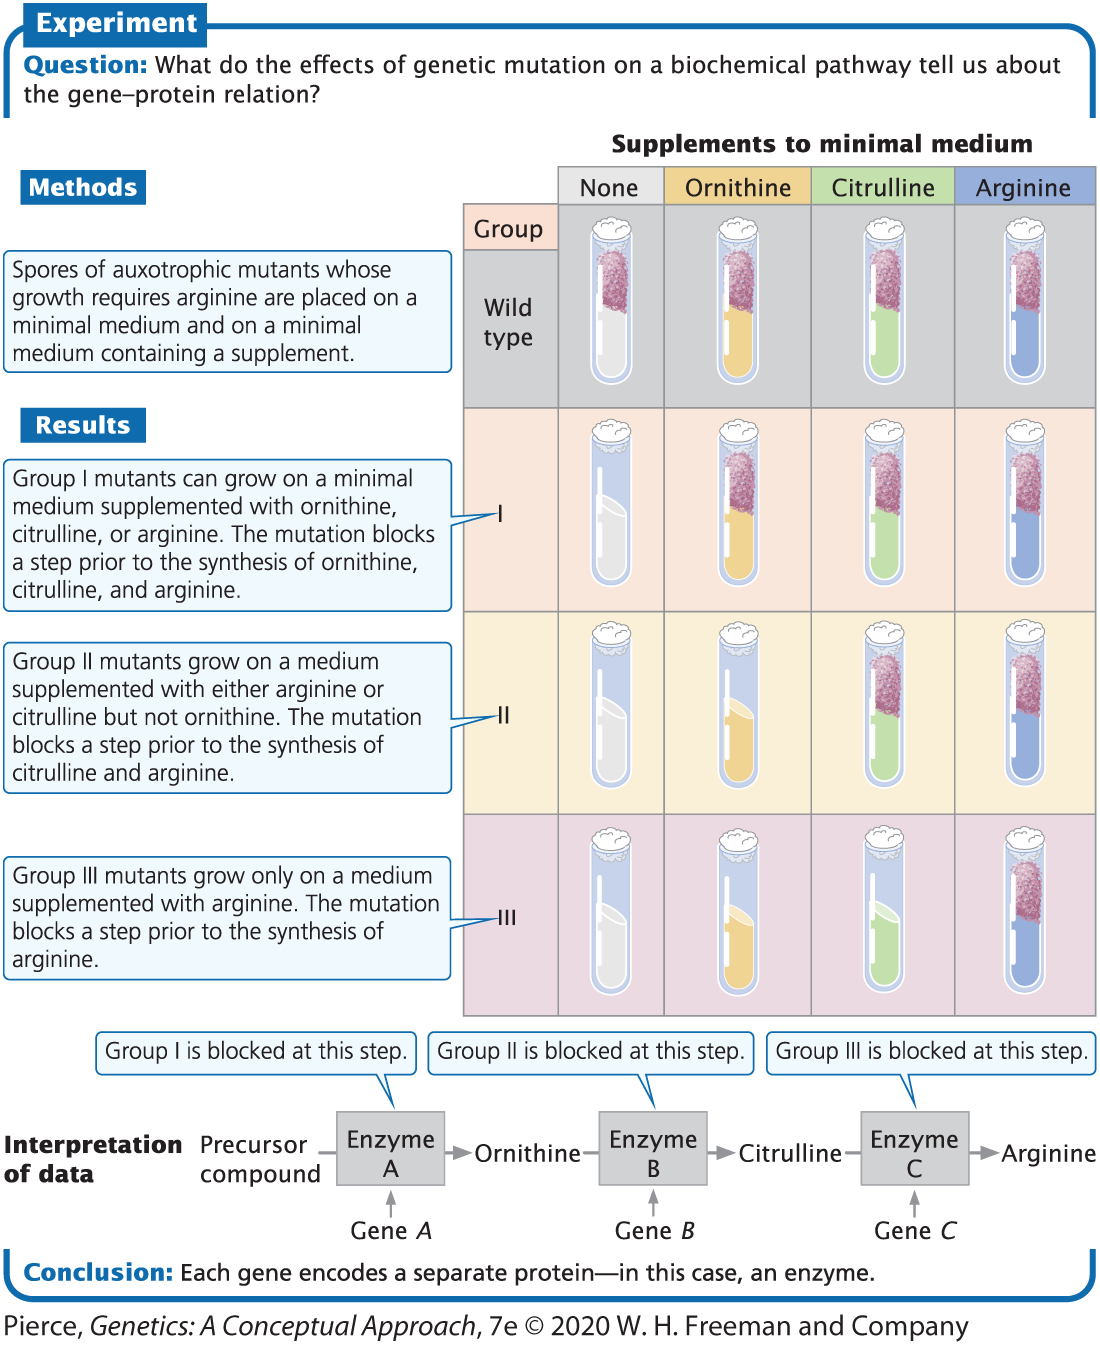 Experiment
Question: What do the effects of genetic mutation on a biochemical pathway tell us about
the gene–protein relation?
Supplements to minimal medium
Methods
None
Ornithine
Citrulline
Arginine
Group
Wild
type
Spores of auxotrophic mutants whose
growth requires arginine are placed on a
minimal medium and on a minimal
medium containing a supplement.
Results
Group I mutants can grow on a minimal
medium supplemented with ornithine,
citrulline, or arginine. The mutation blocks
a step prior to the synthesis of ornithine,
citrulline, and arginine.
I
Group II mutants grow on a medium
supplemented with either arginine or
citrulline but not ornithine. The mutation
blocks a step prior to the synthesis of
citrulline and arginine.
II
Group III mutants grow only on a medium
supplemented with arginine. The mutation
blocks a step prior to the synthesis of
arginine.
III
Group I is blocked at this step.
Group II is blocked at this step.
Group III is blocked at this step.
Interpretation
of data
Precursor
compound
Enzyme
A
Ornithine
Enzyme
B
Citrulline
Enzyme
C
Arginine
Gene A
Gene B
Gene C
Conclusion: Each gene encodes a separate protein—in this case, an enzyme.
Pierce, Genetics: A Conceptual Approach, 7e © 2020 W. H. Freeman and Company